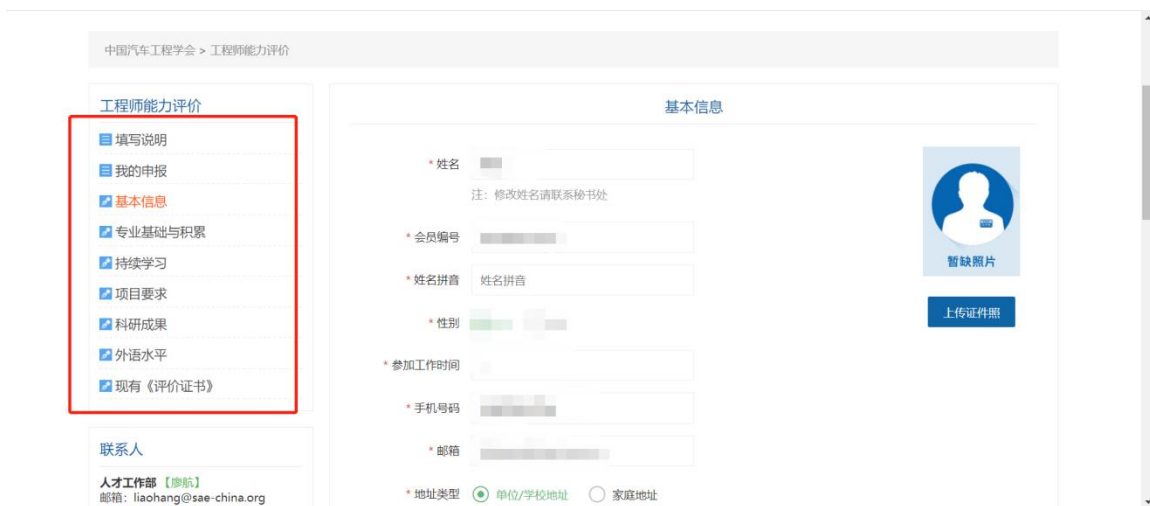 中国汽车工程学会 > 工程师能力评价
工程师能力评价
填写说明
我的申报
基本信息
专业基础与积累
持续学习
项目要求
科研成果
外语水平
现有《评价证书》
联系人
人才工作部【廖航】
邮箱：liaohang@sae-china.org
基本信息
* 姓名
注：修改姓名请联系秘书处
* 会员编号
* 姓名拼音 姓名拼音
* 性别
* 参加工作时间
* 手机号码
* 邮箱
* 地址类型 单位/学校地址 家庭地址
暂缺照片
上传证件照